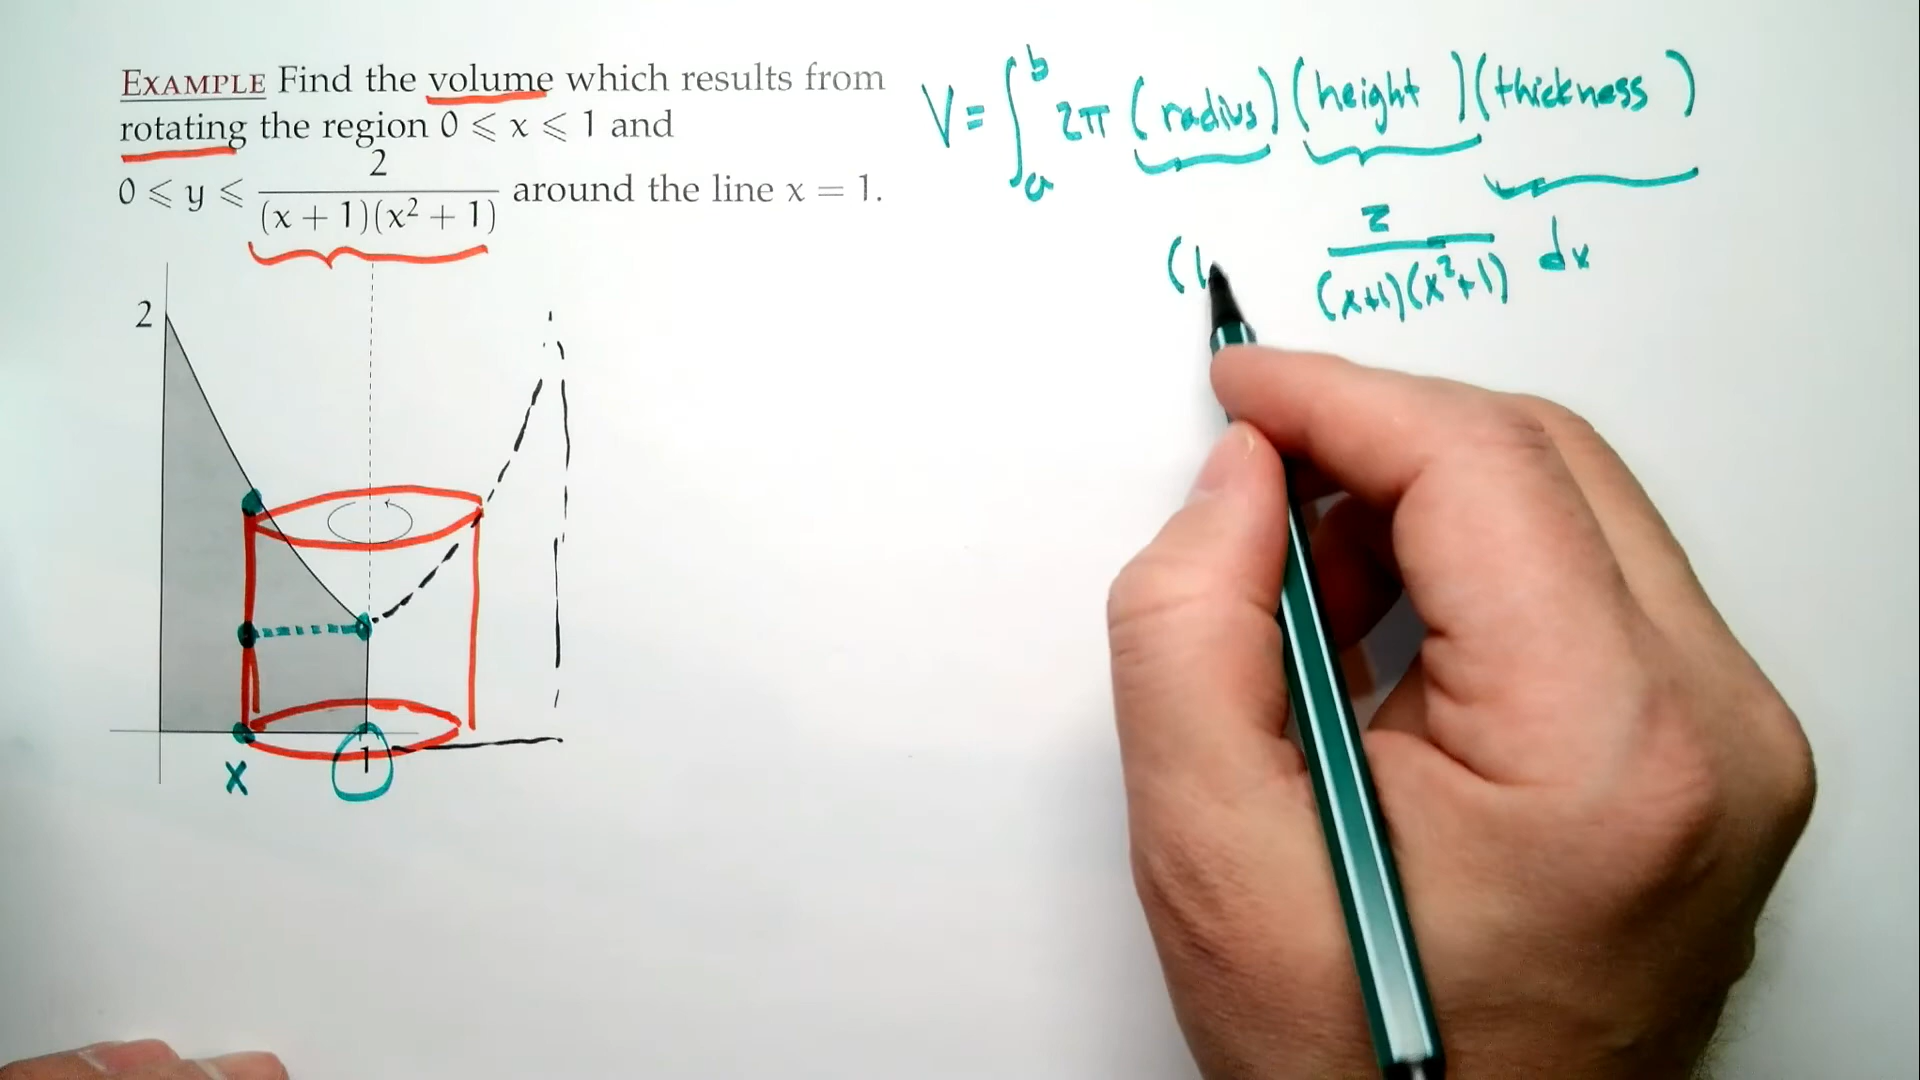 EXAMPLE Find the volume which results from
rotating the region 0 ⩽ x ⩽ 1 and
0 ⩽ y ⩽ 2/((x + 1)(x² + 1)) around the line x = 1.
V = ∫_a^b 2π (radius) (height) (thickness)
(1 2/((x+1)(x²+1)) dx
2
x 1